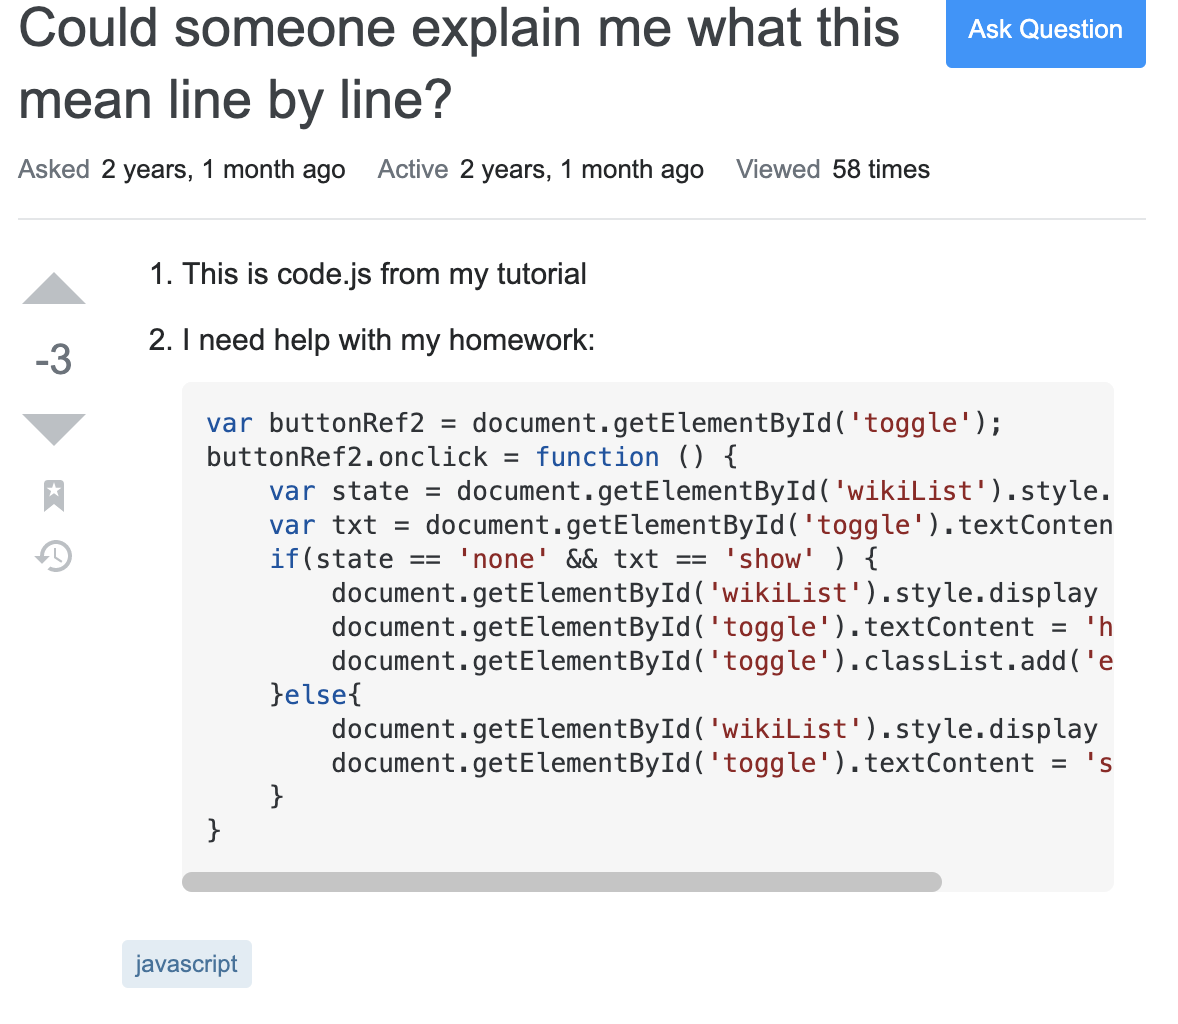 Could someone explain me what this
mean line by line?
Ask Question
Asked 2 years, 1 month ago Active 2 years, 1 month ago Viewed 58 times
-3
1. This is code.js from my tutorial
2. I need help with my homework:
var buttonRef2 = document.getElementById('toggle');
buttonRef2.onclick = function () {
    var state = document.getElementById('wikiList').style.
    var txt = document.getElementById('toggle').textConten
    if(state == 'none' && txt == 'show' ) {
        document.getElementById('wikiList').style.display
        document.getElementById('toggle').textContent = 'h
        document.getElementById('toggle').classList.add('e
    }else{
        document.getElementById('wikiList').style.display
        document.getElementById('toggle').textContent = 's
    }
}
javascript